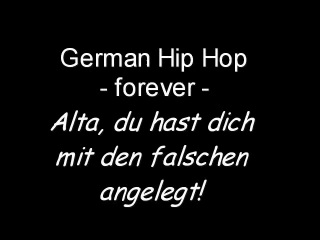 German Hip Hop
- forever -
Alta, du hast dich
mit den falschen
angelegt!